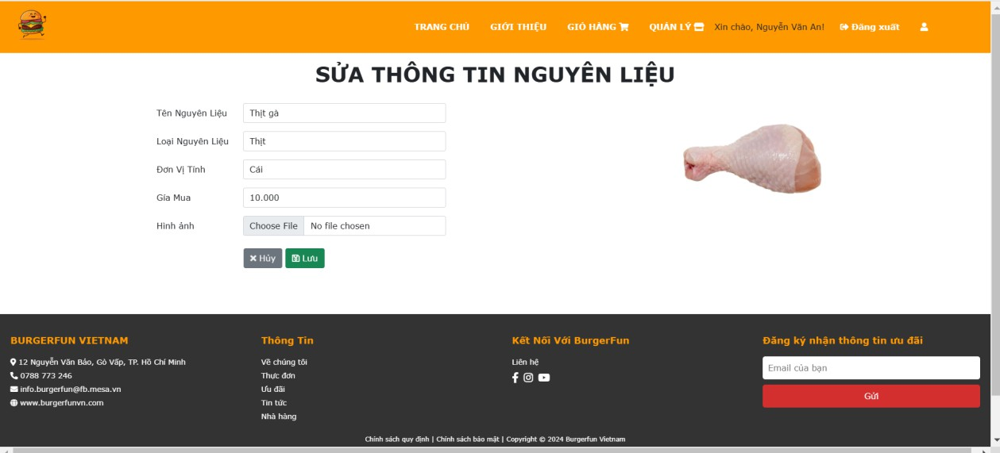 TRANG CHỦ GIỚI THIỆU GIỎ HÀNG QUẢN LÝ Xin chào, Nguyễn Văn An! Đăng xuất
SỬA THÔNG TIN NGUYÊN LIỆU
Tên Nguyên Liệu Thịt gà
Loại Nguyên Liệu Thịt
Đơn Vị Tính Cái
Gía Mua 10.000
Hình ảnh Choose File No file chosen
Hủy Lưu
BURGERFUN VIETNAM
12 Nguyễn Văn Bảo, Gò Vấp, TP. Hồ Chí Minh
0788 773 246
info.burgerfun@fb.mesa.vn
www.burgerfunvn.com
Thông Tin
Về chúng tôi
Thực đơn
Ưu đãi
Tin tức
Nhà hàng
Kết Nối Với BurgerFun
Liên hệ
Đăng ký nhận thông tin ưu đãi
Email của bạn
Gửi
Chính sách quy định | Chính sách bảo mật | Copyright © 2024 Burgerfun Vietnam